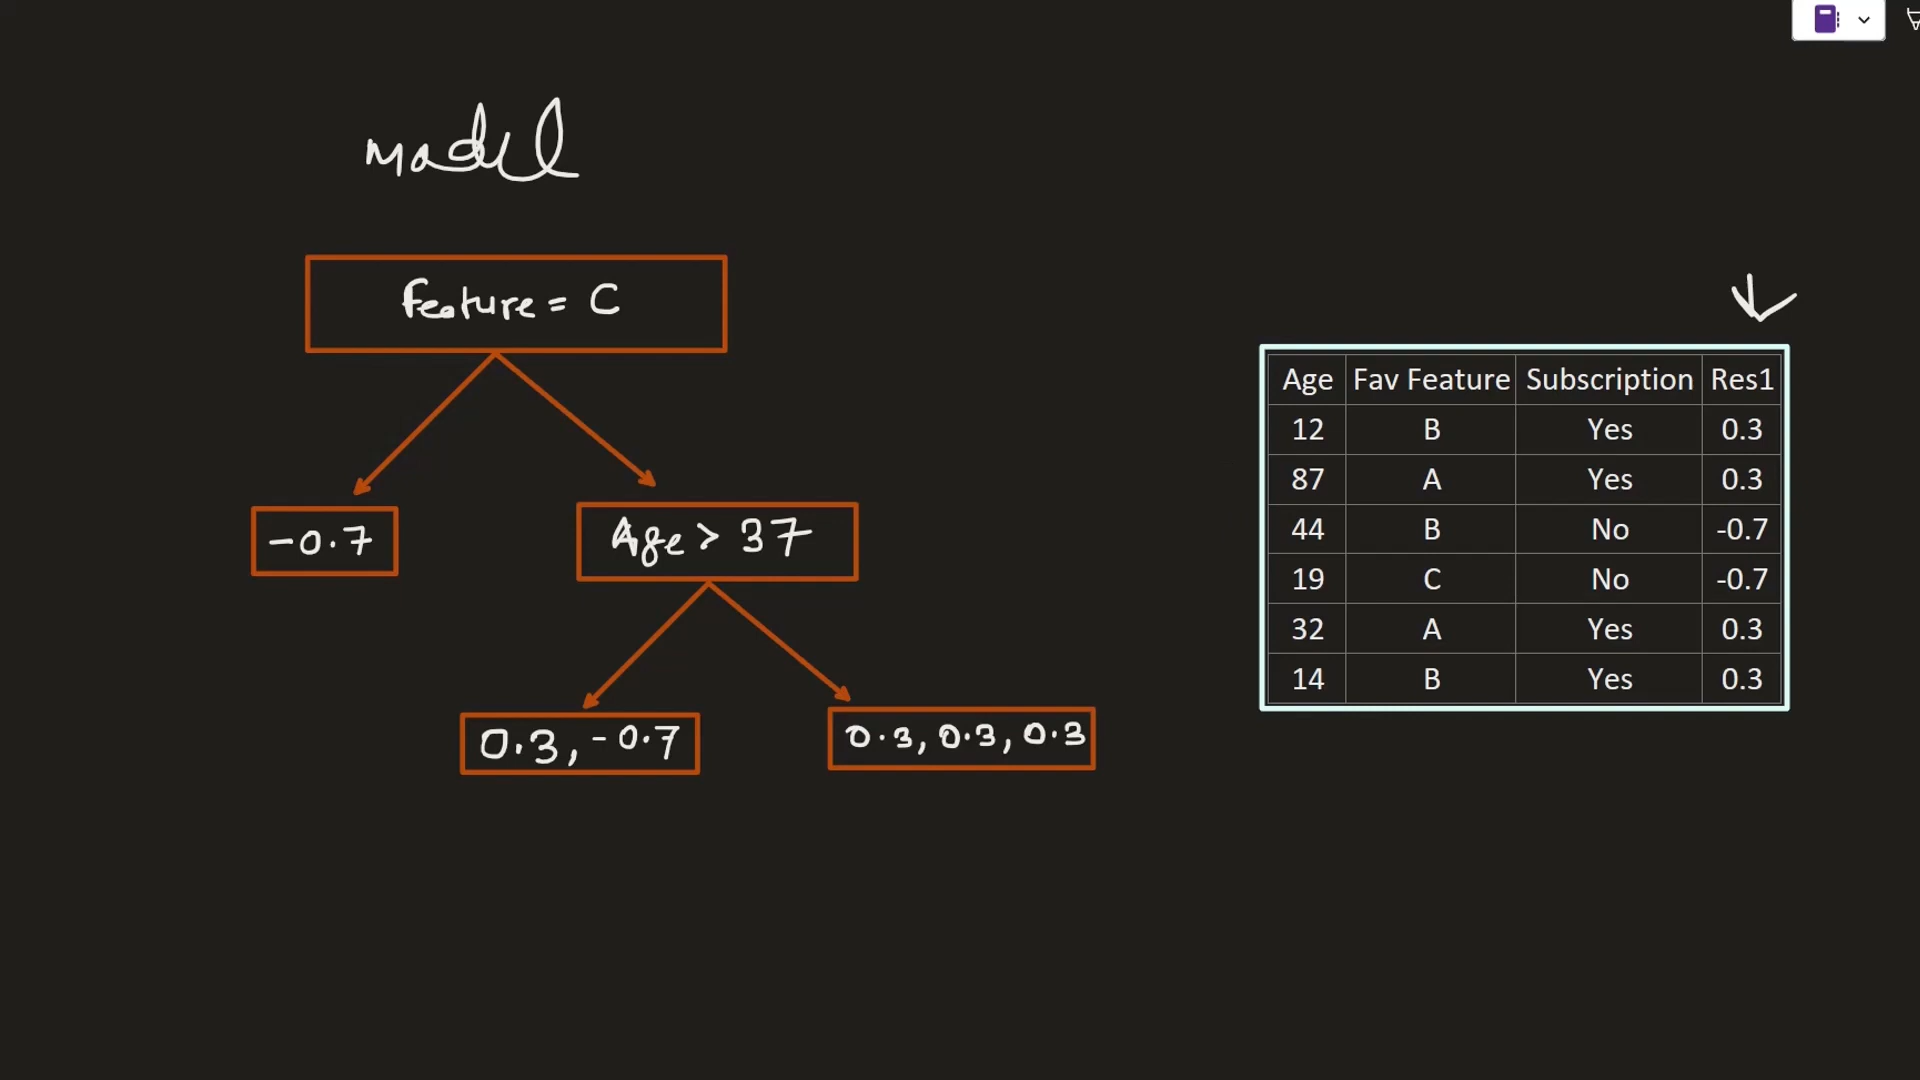 model
Feature = C
-0.7
Age > 37
0.3, -0.7
0.3, 0.3, 0.3
Age Fav Feature Subscription Res1
12 B Yes 0.3
87 A Yes 0.3
44 B No -0.7
19 C No -0.7
32 A Yes 0.3
14 B Yes 0.3